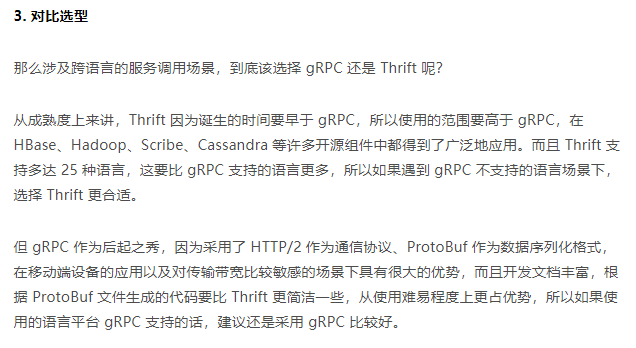 3. 对比选型
那么涉及跨语言的服务调用场景，到底该选择 gRPC 还是 Thrift 呢？
从成熟度上来讲，Thrift 因为诞生的时间要早于 gRPC，所以使用的范围要高于 gRPC，在
HBase、Hadoop、Scribe、Cassandra 等许多开源组件中都得到了广泛地应用。而且 Thrift 支
持多达 25 种语言，这要比 gRPC 支持的语言更多，所以如果遇到 gRPC 不支持的语言场景下，
选择 Thrift 更合适。
但 gRPC 作为后起之秀，因为采用了 HTTP/2 作为通信协议、ProtoBuf 作为数据序列化格式，
在移动端设备的应用以及对传输带宽比较敏感的场景下具有很大的优势，而且开发文档丰富，根
据 ProtoBuf 文件生成的代码要比 Thrift 更简洁一些，从使用难易程度上更占优势，所以如果使
用的语言平台 gRPC 支持的话，建议还是采用 gRPC 比较好。